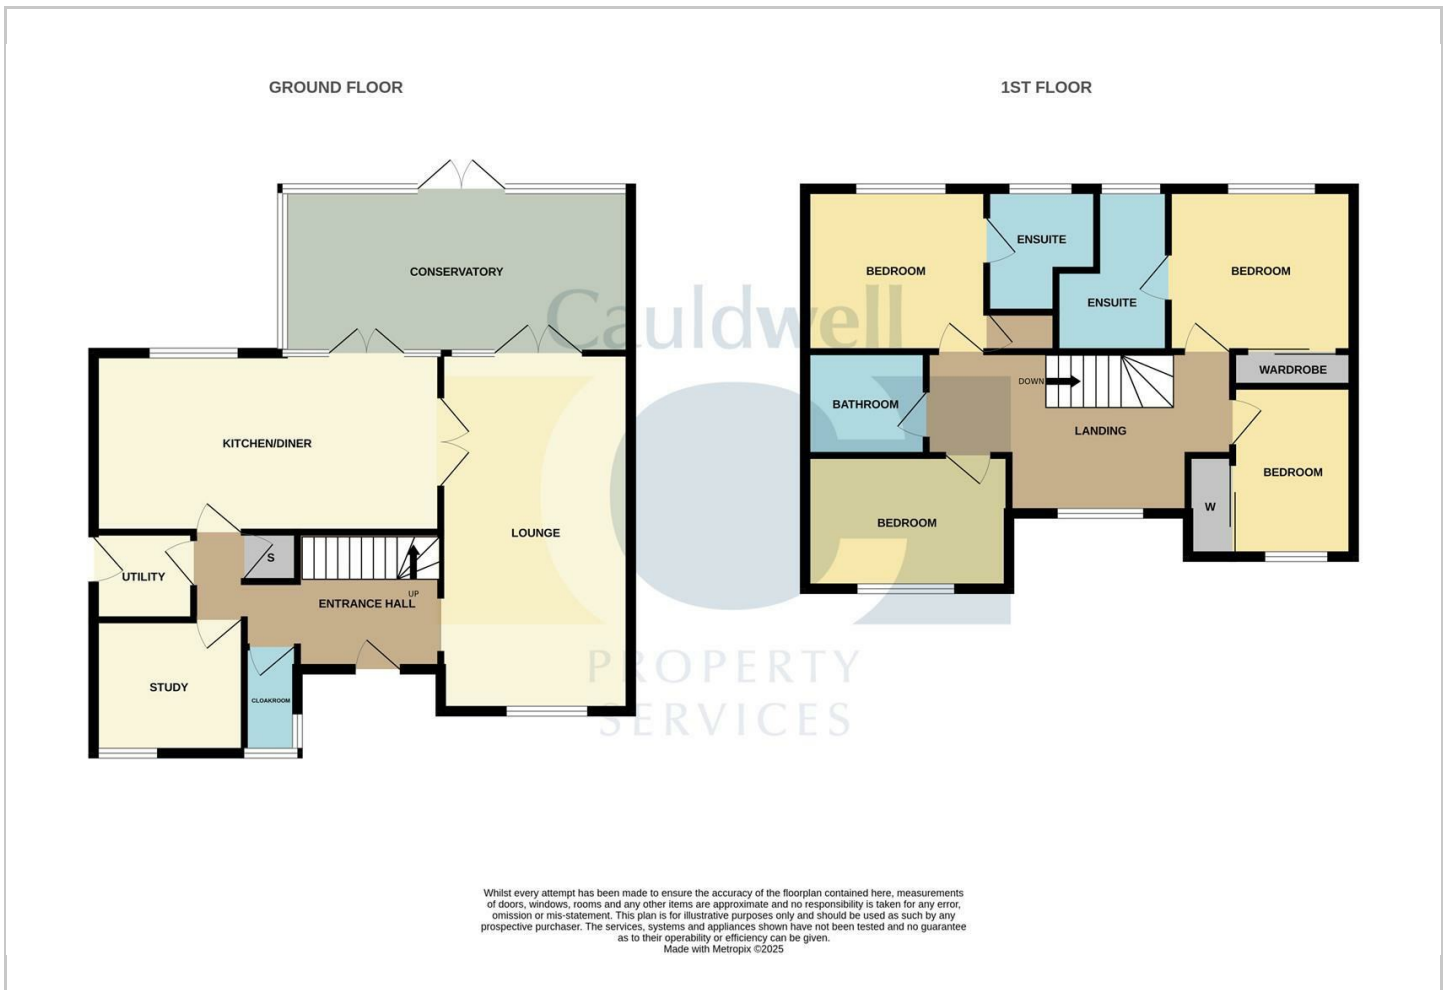 GROUND FLOOR
CONSERVATORY
KITCHEN/DINER
LOUNGE
S
UTILITY
UP
ENTRANCE HALL
STUDY
CLOAKROOM
1ST FLOOR
BEDROOM
ENSUITE
ENSUITE
BEDROOM
WARDROBE
DOWN
BATHROOM
LANDING
BEDROOM
W
BEDROOM
Cauldwell
PROPERTY
SERVICES
Whilst every attempt has been made to ensure the accuracy of the floorplan contained here, measurements
of doors, windows, rooms and any other items are approximate and no responsibility is taken for any error,
omission or mis-statement. This plan is for illustrative purposes only and should be used as such by any
prospective purchaser. The services, systems and appliances shown have not been tested and no guarantee
as to their operability or efficiency can be given.
Made with Metropix ©2025